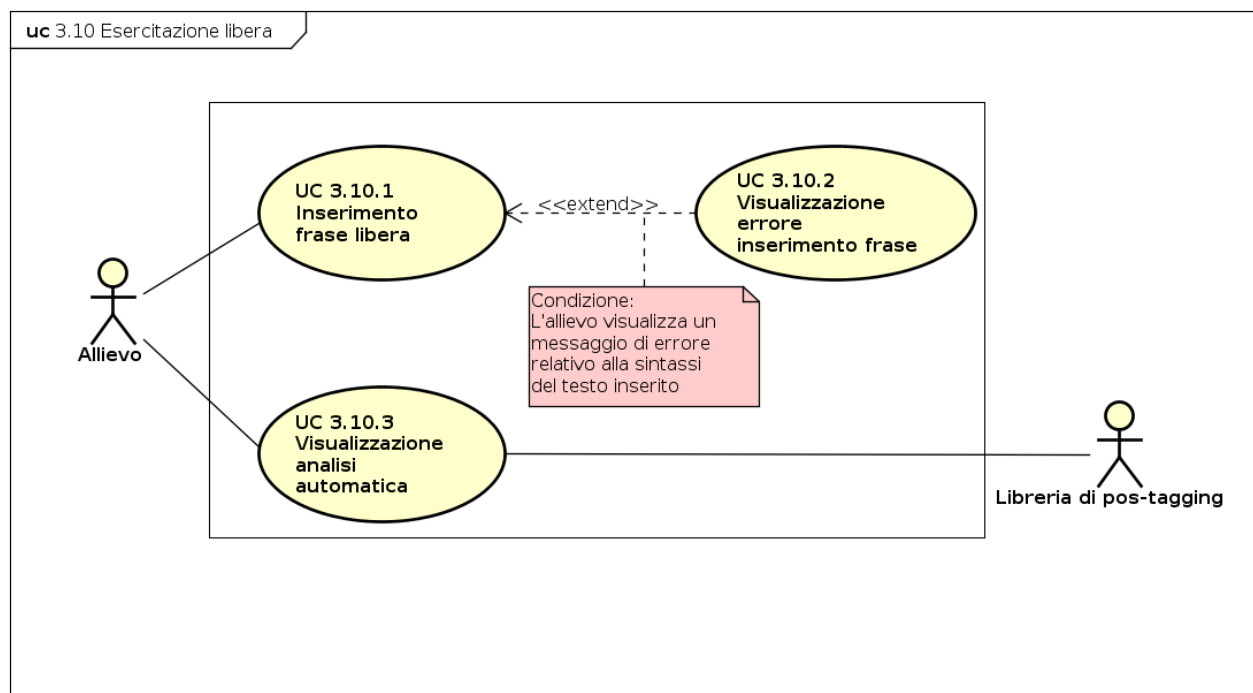 uc 3.10 Esercitazione libera
UC 3.10.1
Inserimento
frase libera
<<extend>>
UC 3.10.2
Visualizzazione
errore
inserimento frase
Condizione:
L'allievo visualizza un
messaggio di errore
relativo alla sintassi
del testo inserito
Allievo
UC 3.10.3
Visualizzazione
analisi
automatica
Libreria di pos-tagging